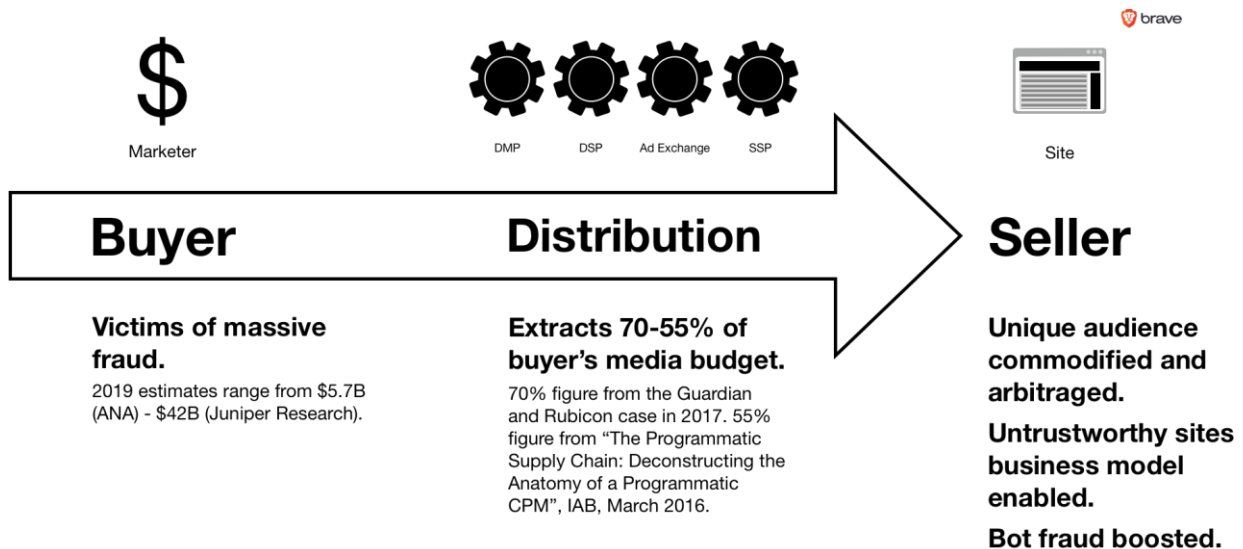 brave
$
Marketer
DMP
DSP
Ad Exchange
SSP
Site
Buyer
Distribution
Seller
Victims of massive
fraud.
2019 estimates range from $5.7B
(ANA) - $42B (Juniper Research).
Extracts 70-55% of
buyer’s media budget.
70% figure from the Guardian
and Rubicon case in 2017. 55%
figure from “The Programmatic
Supply Chain: Deconstructing the
Anatomy of a Programmatic
CPM”, IAB, March 2016.
Unique audience
commodified and
arbitraged.
Untrustworthy sites
business model
enabled.
Bot fraud boosted.